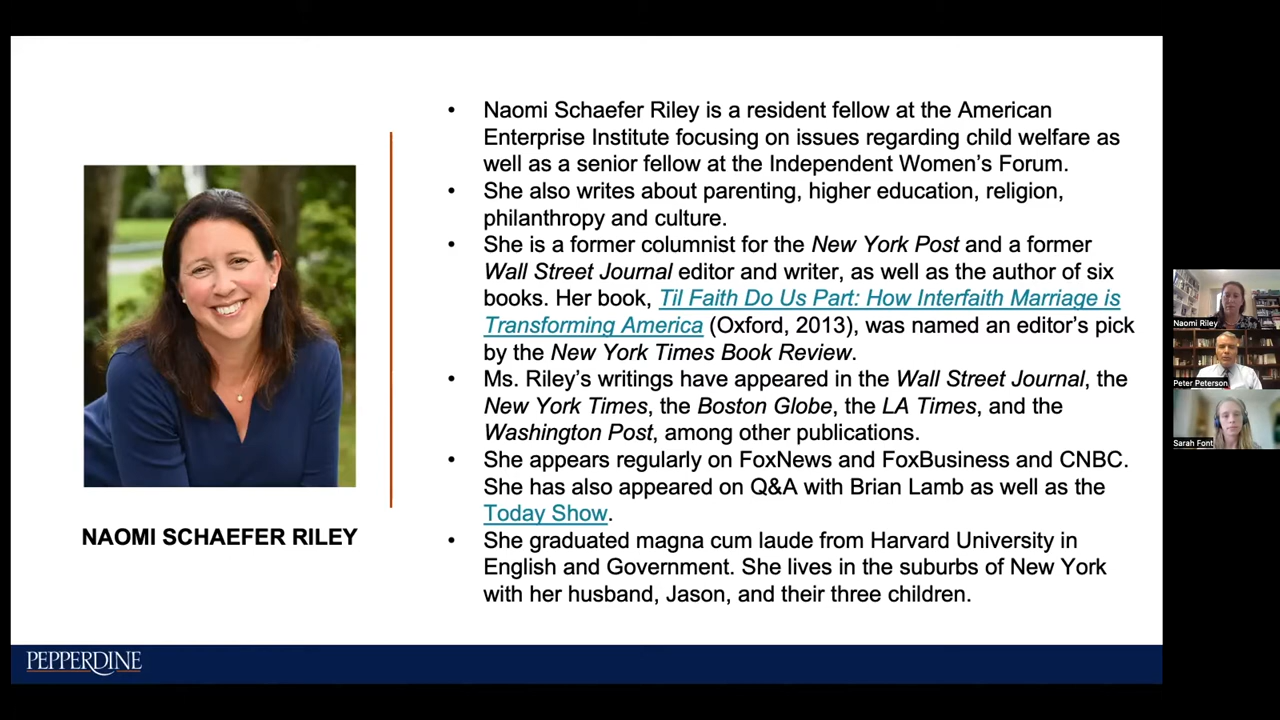 • Naomi Schaefer Riley is a resident fellow at the American
Enterprise Institute focusing on issues regarding child welfare as
well as a senior fellow at the Independent Women’s Forum.
• She also writes about parenting, higher education, religion,
philanthropy and culture.
• She is a former columnist for the New York Post and a former
Wall Street Journal editor and writer, as well as the author of six
books. Her book, Til Faith Do Us Part: How Interfaith Marriage is
Transforming America (Oxford, 2013), was named an editor’s pick
by the New York Times Book Review.
• Ms. Riley’s writings have appeared in the Wall Street Journal, the
New York Times, the Boston Globe, the LA Times, and the
Washington Post, among other publications.
• She appears regularly on FoxNews and FoxBusiness and CNBC.
She has also appeared on Q&A with Brian Lamb as well as the
Today Show.
• She graduated magna cum laude from Harvard University in
English and Government. She lives in the suburbs of New York
with her husband, Jason, and their three children.
NAOMI SCHAEFER RILEY
PEPPERDINE
Naomi Riley
Peter Peterson
Sarah Font